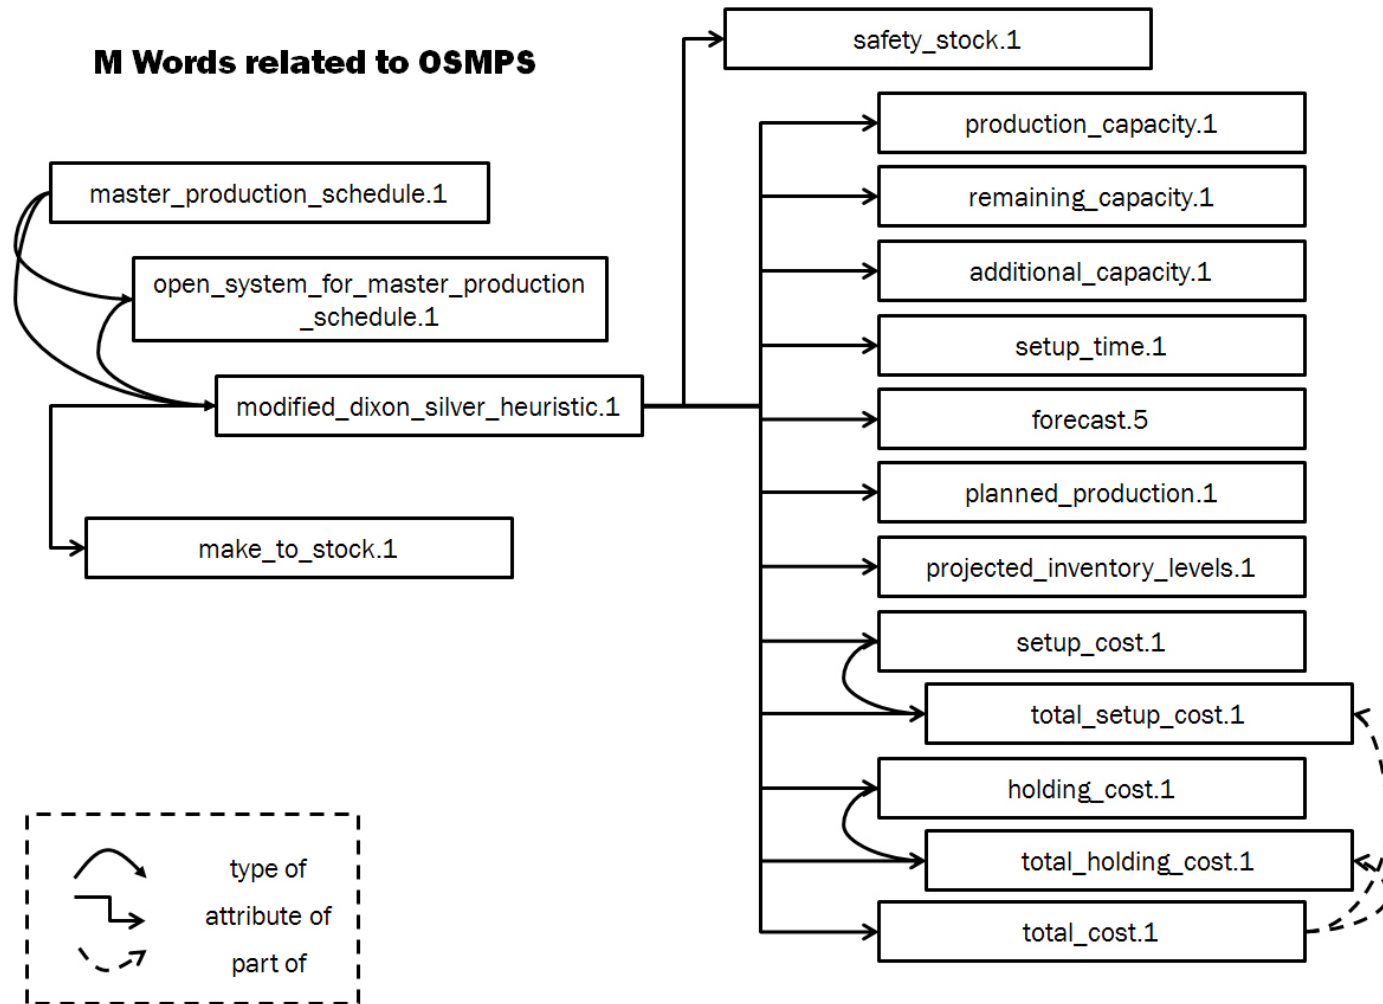 M Words related to OSMPS
safety_stock.1
production_capacity.1
master_production_schedule.1
remaining_capacity.1
additional_capacity.1
open_system_for_master_production
_schedule.1
setup_time.1
modified_dixon_silver_heuristic.1
forecast.5
planned_production.1
make_to_stock.1
projected_inventory_levels.1
setup_cost.1
total_setup_cost.1
holding_cost.1
total_holding_cost.1
total_cost.1
type of
attribute of
part of